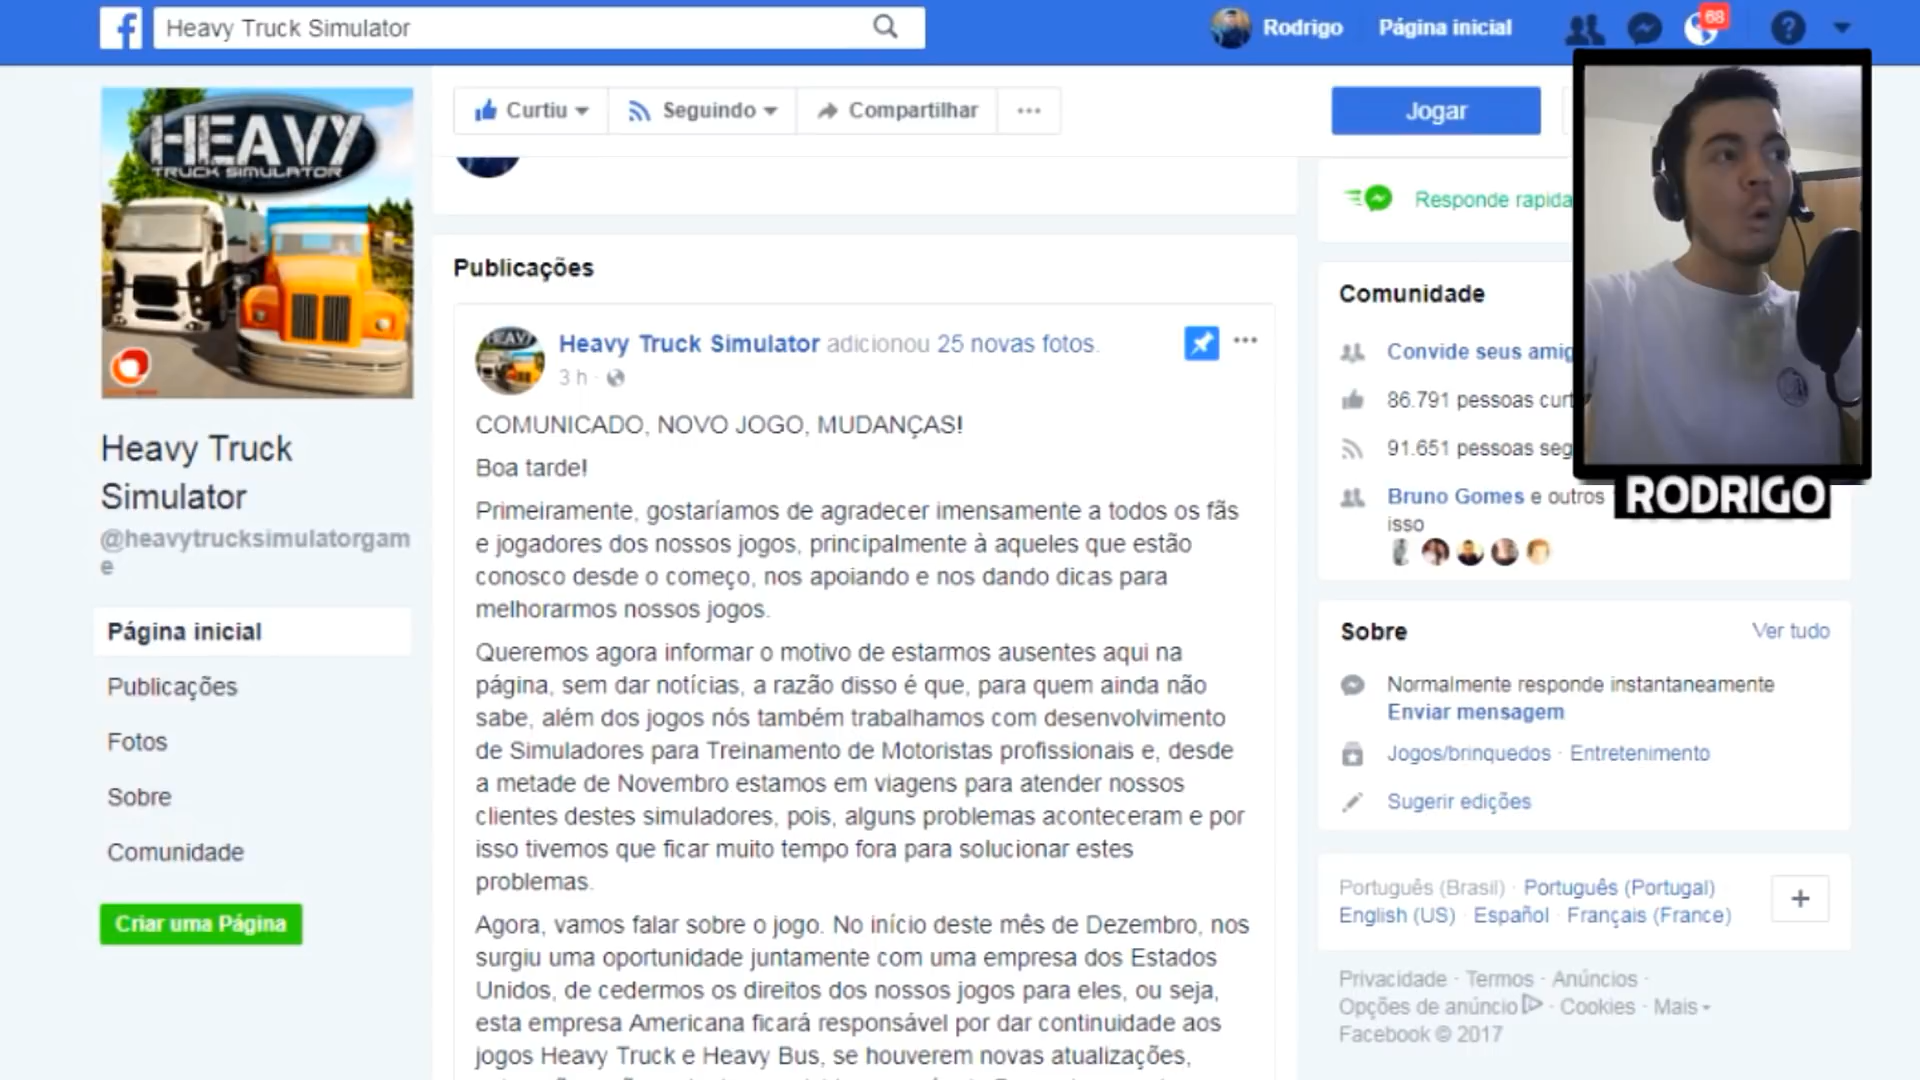 Heavy Truck Simulator
Rodrigo
Página inicial
68
?
HEAVY
TRUCK SIMULATOR
Curtiu
Seguindo
Compartilhar
Jogar
Responde rapida
Heavy Truck
Simulator
@heavytrucksimulatorgam
e
Página inicial
Publicações
Fotos
Sobre
Comunidade
Criar uma Página
Publicações
HEAVY
Heavy Truck Simulator adicionou 25 novas fotos.
3 h ·
COMUNICADO, NOVO JOGO, MUDANÇAS!
Boa tarde!
Primeiramente, gostaríamos de agradecer imensamente a todos os fãs
e jogadores dos nossos jogos, principalmente à aqueles que estão
conosco desde o começo, nos apoiando e nos dando dicas para
melhorarmos nossos jogos.
Queremos agora informar o motivo de estarmos ausentes aqui na
página, sem dar notícias, a razão disso é que, para quem ainda não
sabe, além dos jogos nós também trabalhamos com desenvolvimento
de Simuladores para Treinamento de Motoristas profissionais e, desde
a metade de Novembro estamos em viagens para atender nossos
clientes destes simuladores, pois, alguns problemas aconteceram e por
isso tivemos que ficar muito tempo fora para solucionar estes
problemas.
Agora, vamos falar sobre o jogo. No início deste mês de Dezembro, nos
surgiu uma oportunidade juntamente com uma empresa dos Estados
Unidos, de cedermos os direitos dos nossos jogos para eles, ou seja,
esta empresa Americana ficará responsável por dar continuidade aos
jogos Heavy Truck e Heavy Bus, se houverem novas atualizações,
Comunidade
Convide seus amig
86.791 pessoas curt
91.651 pessoas seg
Bruno Gomes e outros
isso
RODRIGO
Sobre
Ver tudo
Normalmente responde instantaneamente
Enviar mensagem
Jogos/brinquedos · Entretenimento
Sugerir edições
Português (Brasil) · Português (Portugal)
English (US) · Español · Français (France)
+
Privacidade · Termos · Anúncios ·
Opções de anúncio · Cookies · Mais
Facebook © 2017